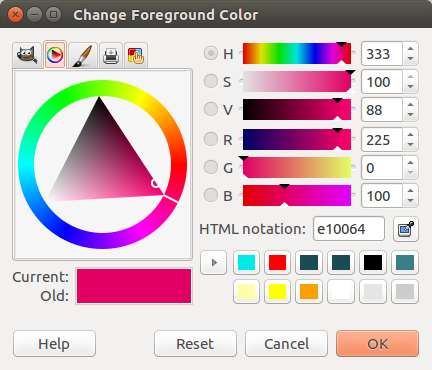 Change Foreground Color
H 333
S 100
V 88
R 225
G 0
B 100
HTML notation: e10064
Current:
Old:
Help Reset Cancel OK